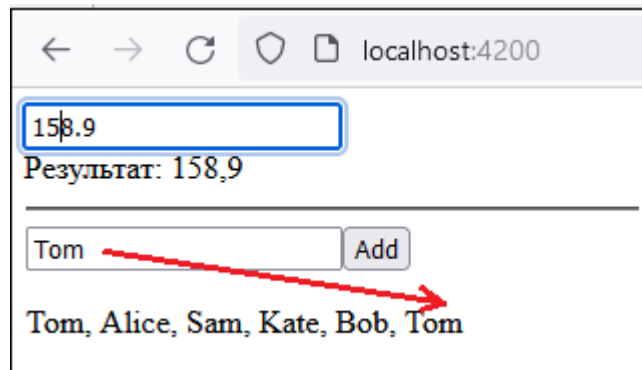 localhost:4200
158.9
Результат: 158,9
Tom Add
Tom, Alice, Sam, Kate, Bob, Tom